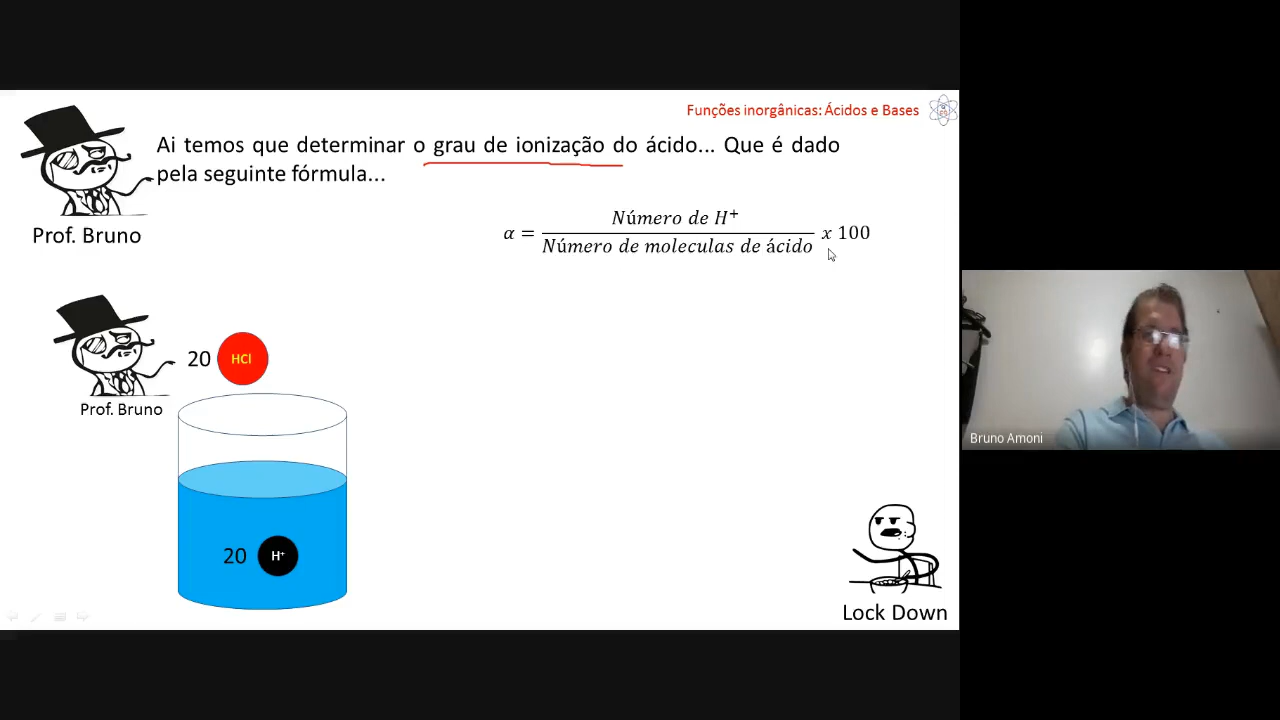 Funções inorgânicas: Ácidos e Bases
Ai temos que determinar o grau de ionização do ácido... Que é dado
pela seguinte fórmula...
Prof. Bruno
α = Número de H⁺ / Número de moleculas de ácido x 100
20 HCl
Prof. Bruno
20 H⁺
Lock Down
Bruno Amoni